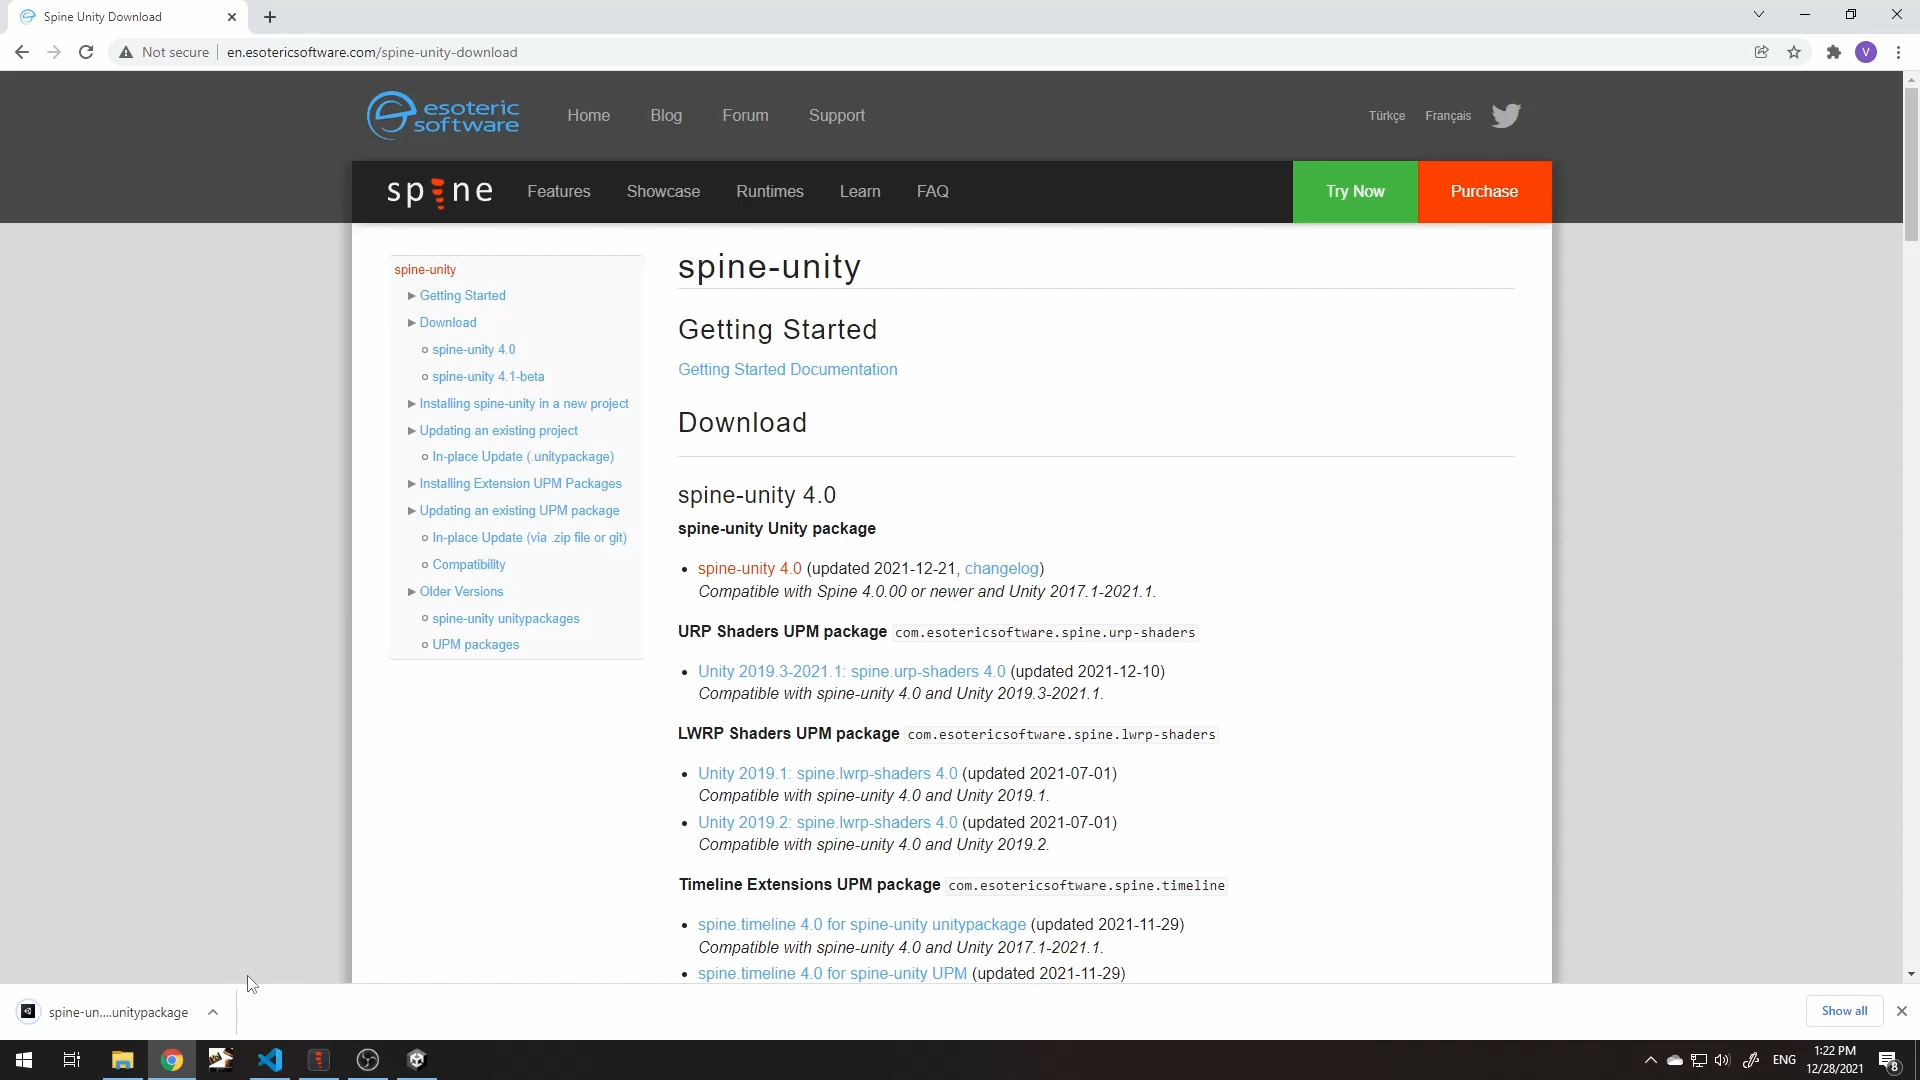 Spine Unity Download
Not secure
en.esotericsoftware.com/spine-unity-download
V
esoteric software
Home
Blog
Forum
Support
Türkçe
Français
spine
Features
Showcase
Runtimes
Learn
FAQ
Try Now
Purchase
spine-unity
Getting Started
Download
spine-unity 4.0
spine-unity 4.1-beta
Installing spine-unity in a new project
Updating an existing project
In-place Update (.unitypackage)
Installing Extension UPM Packages
Updating an existing UPM package
In-place Update (via .zip file or git)
Compatibility
Older Versions
spine-unity unitypackages
UPM packages
spine-unity
Getting Started
Getting Started Documentation
Download
spine-unity 4.0
spine-unity Unity package
spine-unity 4.0 (updated 2021-12-21, changelog)
Compatible with Spine 4.0.00 or newer and Unity 2017.1-2021.1.
URP Shaders UPM package com.esotericsoftware.spine.urp-shaders
Unity 2019.3-2021.1: spine.urp-shaders 4.0 (updated 2021-12-10)
Compatible with spine-unity 4.0 and Unity 2019.3-2021.1.
LWRP Shaders UPM package com.esotericsoftware.spine.lwrp-shaders
Unity 2019.1: spine.lwrp-shaders 4.0 (updated 2021-07-01)
Compatible with spine-unity 4.0 and Unity 2019.1.
Unity 2019.2: spine.lwrp-shaders 4.0 (updated 2021-07-01)
Compatible with spine-unity 4.0 and Unity 2019.2.
Timeline Extensions UPM package com.esotericsoftware.spine.timeline
spine.timeline 4.0 for spine-unity unitypackage (updated 2021-11-29)
Compatible with spine-unity 4.0 and Unity 2017.1-2021.1.
spine.timeline 4.0 for spine-unity UPM (updated 2021-11-29)
spine-un....unitypackage
Show all
ENG
1:22 PM
12/28/2021
8